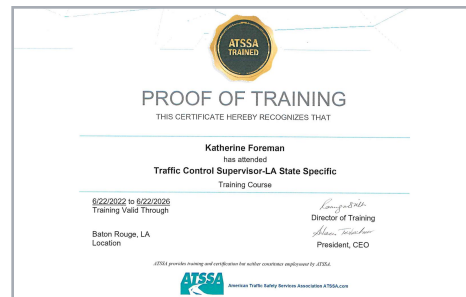 ATSSA
TRAINED
PROOF OF TRAINING
THIS CERTIFICATE HEREBY RECOGNIZES THAT
Katherine Foreman
has attended
Traffic Control Supervisor-LA State Specific
Training Course
6/22/2022 to 6/22/2026
Training Valid Through
Director of Training
Baton Rouge, LA
Location
President, CEO
ATSSA provides training and certification but neither constitutes employment by ATSSA.
ATSSA
American Traffic Safety Services Association ATSSA.com